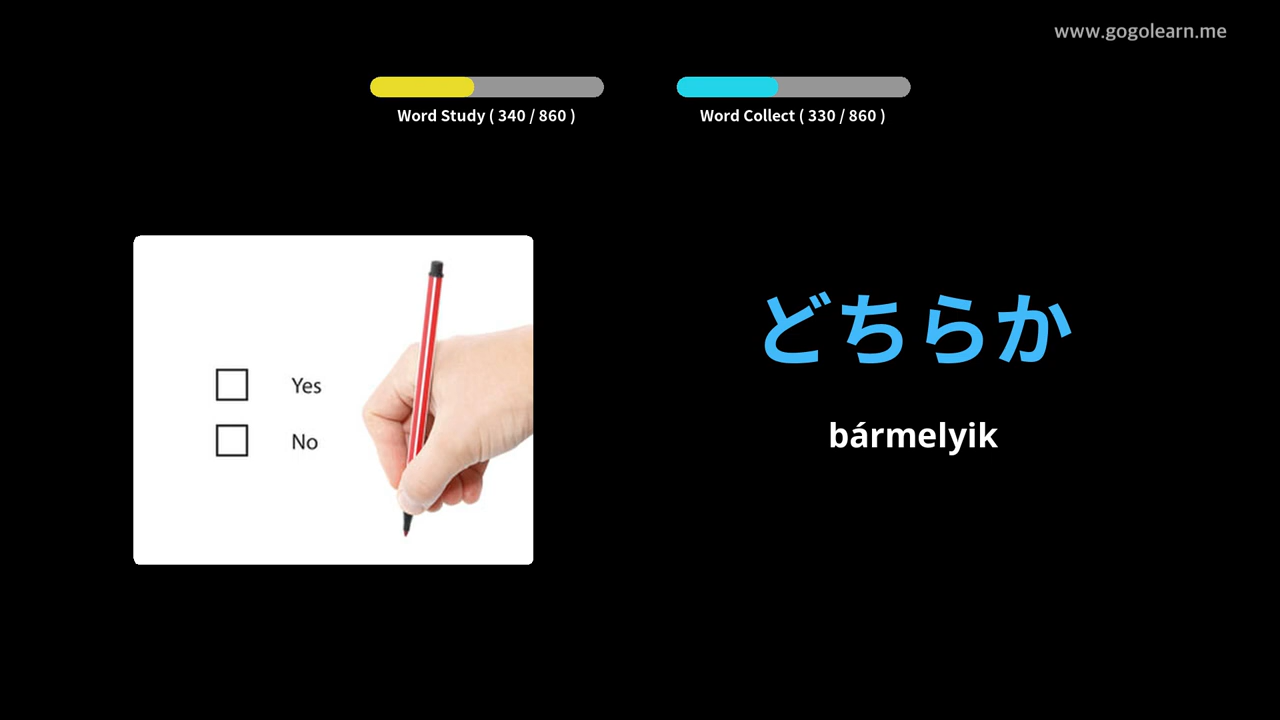 www.gogolearn.me
Word Study ( 340 / 860 )
Word Collect ( 330 / 860 )
Yes
No
どちらか
bármelyik